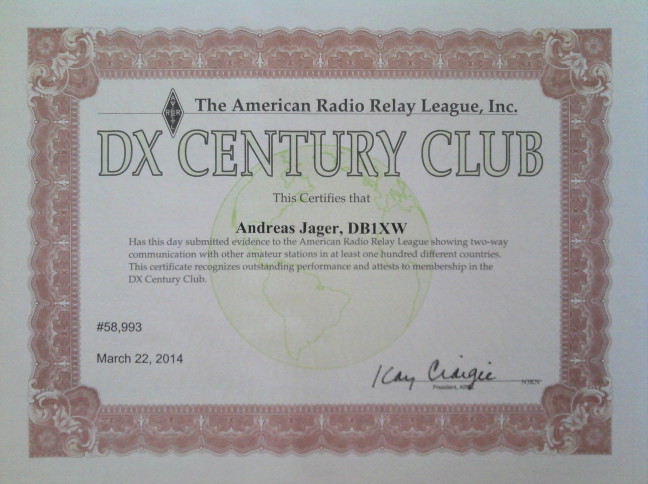 The American Radio Relay League, Inc.
DX CENTURY CLUB
This Certifies that
Andreas Jager, DB1XW
Has this day submitted evidence to the American Radio Relay League showing two-way
communication with other amateur stations in at least one hundred different countries.
This certificate recognizes outstanding performance and attests to membership in the
DX Century Club.
#58,993
March 22, 2014
Kay Craigie
President, ARRL